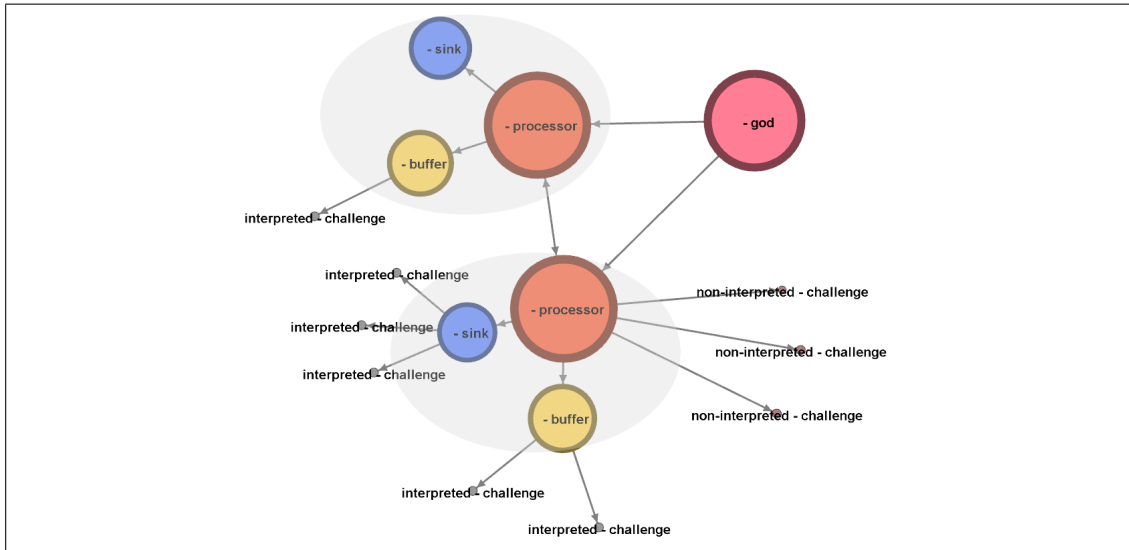 - sink
- processor
- god
- buffer
interpreted - challenge
interpreted - challenge
non-interpreted - challenge
- processor
interpreted - challenge
- sink
non-interpreted - challenge
interpreted - challenge
non-interpreted - challenge
- buffer
interpreted - challenge
interpreted - challenge